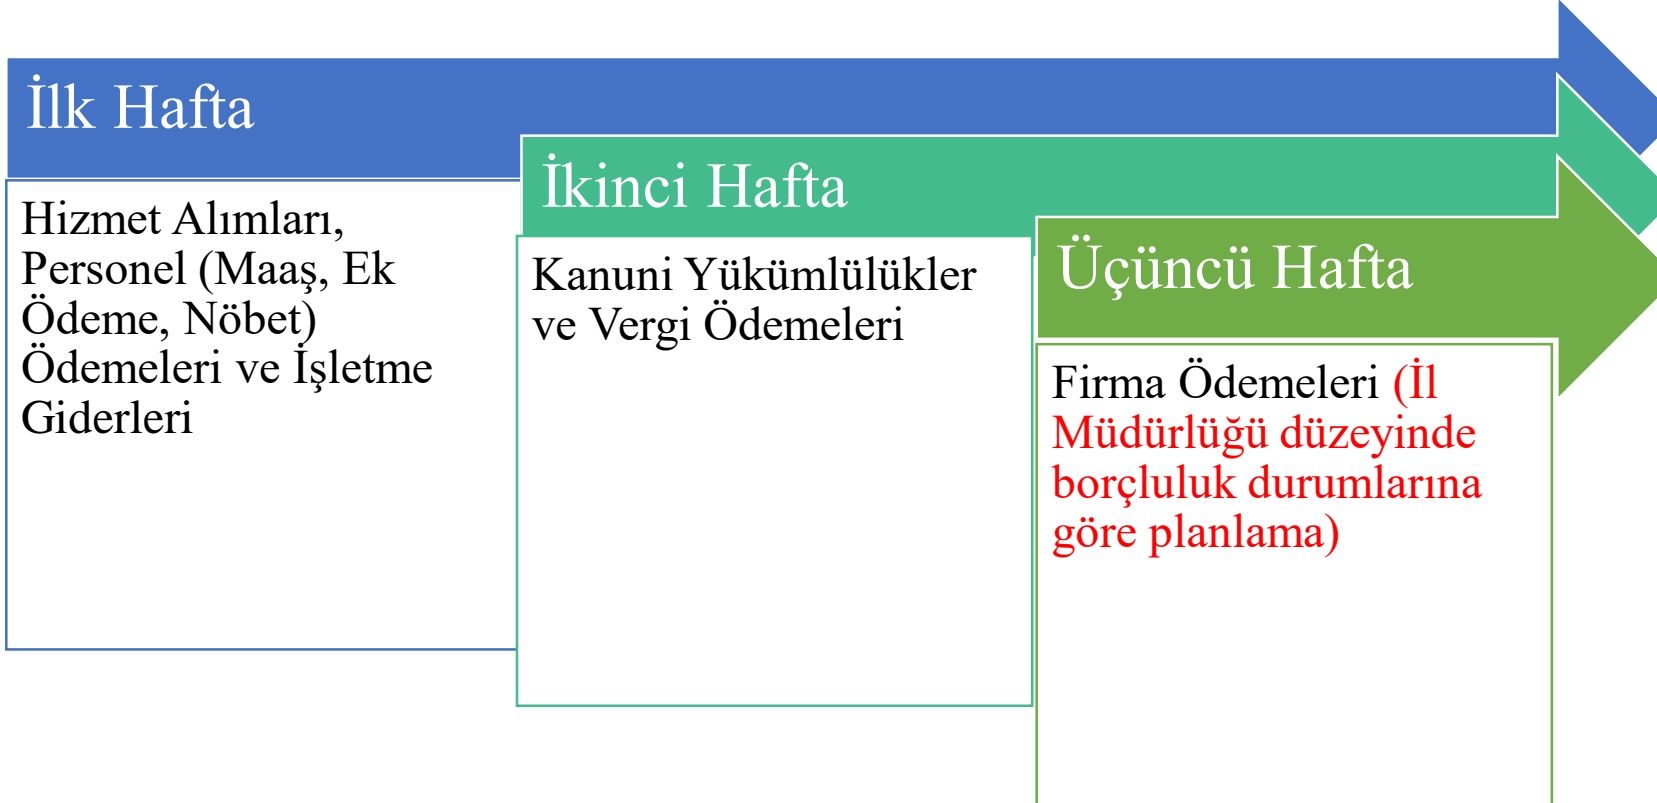 İlk Hafta
Hizmet Alımları,
Personel (Maaş, Ek
Ödeme, Nöbet)
Ödemeleri ve İşletme
Giderleri
İkinci Hafta
Kanuni Yükümlülükler
ve Vergi Ödemeleri
Üçüncü Hafta
Firma Ödemeleri (İl
Müdürlüğü düzeyinde
borçluluk durumlarına
göre planlama)